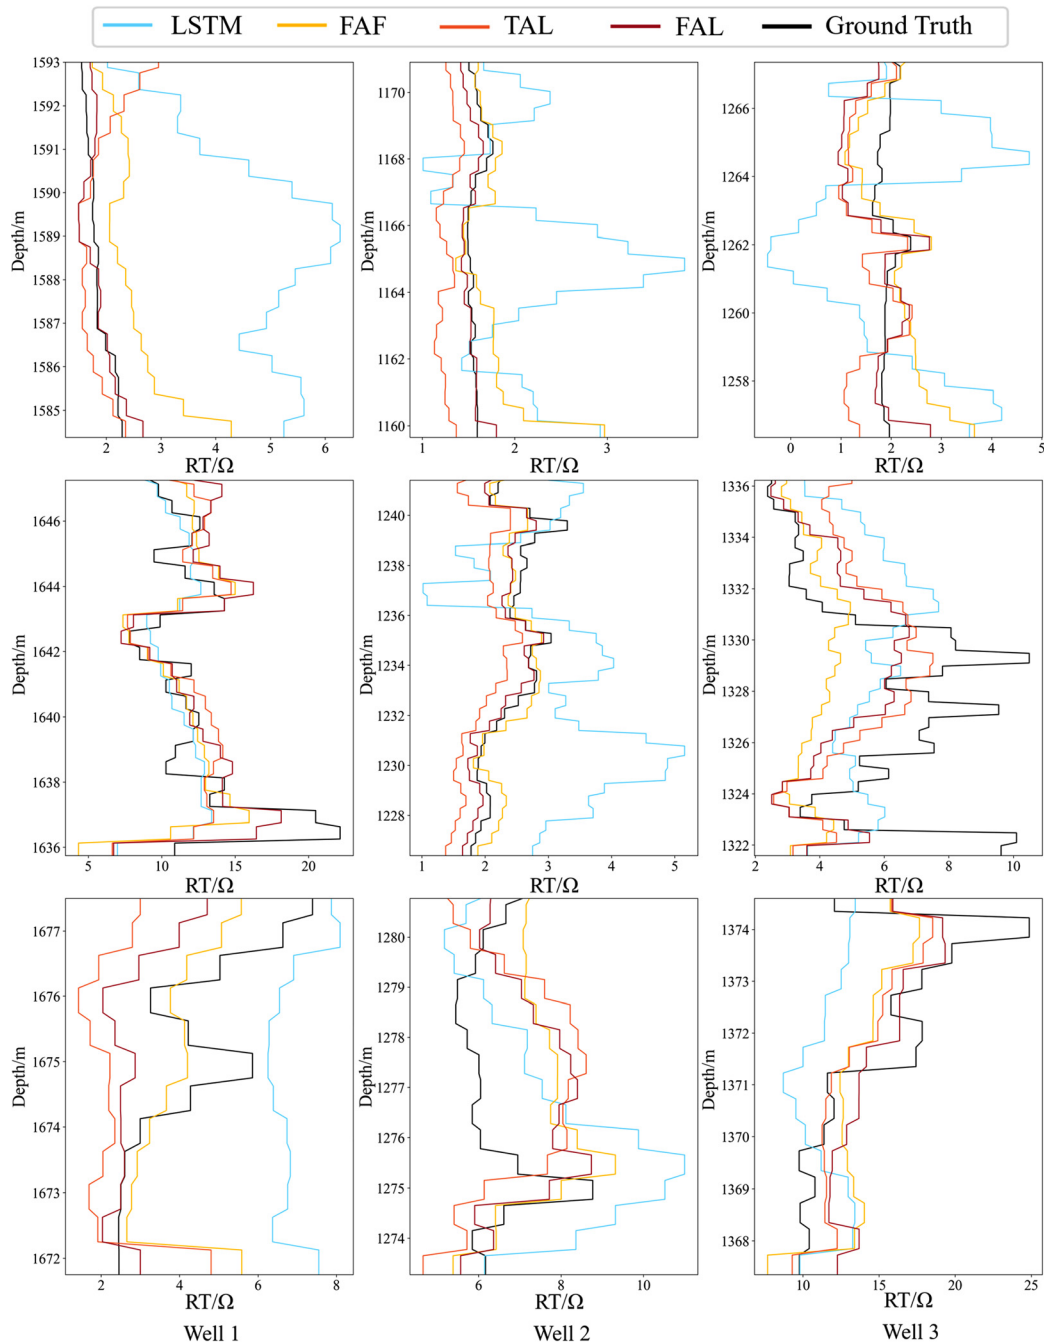 LSTM FAF TAL FAL Ground Truth
1593
1592
1591
1590
1589
1588
1587
1586
1585
Depth/m
2 3 4 5 6
RT/Ω
1170
1168
1166
1164
1162
1160
Depth/m
1 2 3
RT/Ω
1266
1264
1262
1260
1258
Depth/m
0 1 2 3 4 5
RT/Ω
1646
1644
1642
1640
1638
1636
Depth/m
5 10 15 20
RT/Ω
1240
1238
1236
1234
1232
1230
1228
Depth/m
1 2 3 4 5
RT/Ω
1336
1334
1332
1330
1328
1326
1324
1322
Depth/m
2 4 6 8 10
RT/Ω
1677
1676
1675
1674
1673
1672
Depth/m
2 4 6 8
RT/Ω
Well 1
1280
1279
1278
1277
1276
1275
1274
Depth/m
6 8 10
RT/Ω
Well 2
1374
1373
1372
1371
1370
1369
1368
Depth/m
10 15 20 25
RT/Ω
Well 3